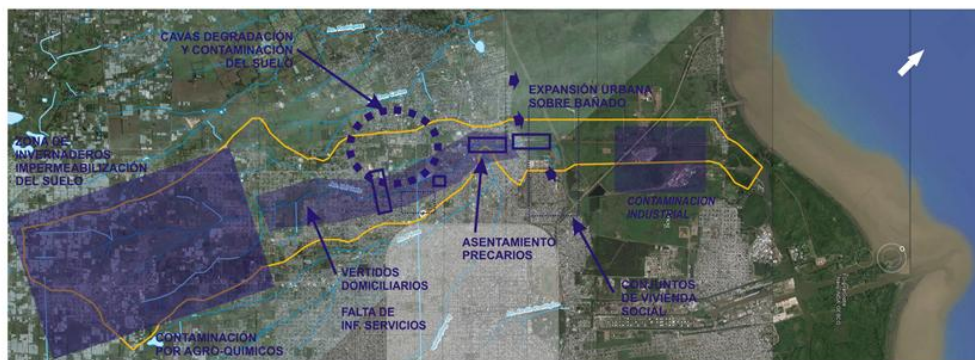 CAVAS DEGRADACIÓN
Y CONTAMINACIÓN
DEL SUELO
EXPANSIÓN URBANA
SOBRE BAÑADO
ZONA DE
INVERNADEROS
IMPERMEABILIZACIÓN
DEL SUELO
CONTAMINACIÓN
INDUSTRIAL
ASENTAMIENTO
PRECARIOS
VERTIDOS
DOMICILIARIOS
FALTA DE
INF. SERVICIOS
CONJUNTOS
DE VIVIENDA
SOCIAL
CONTAMINACIÓN
POR AGRO-QUIMICOS